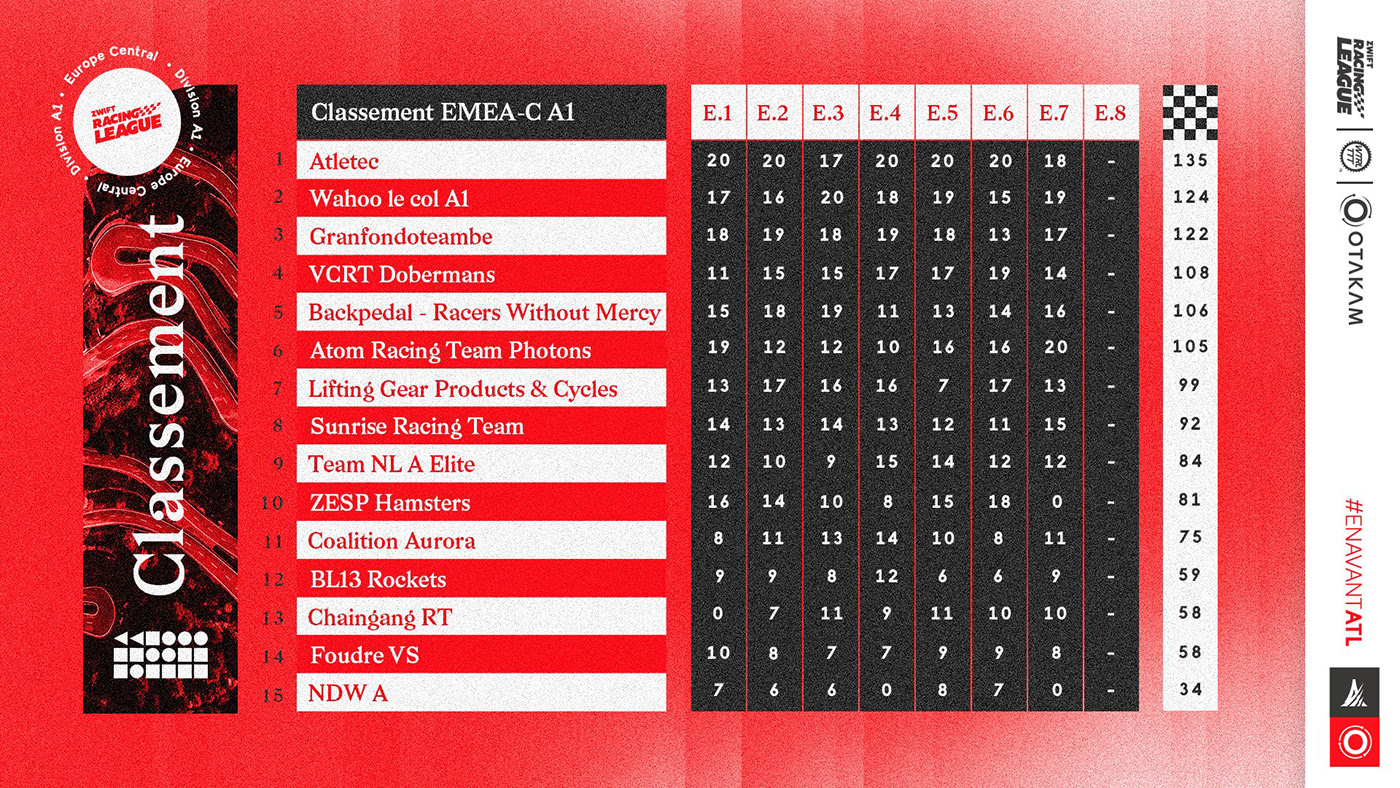 • Europe Central • Division A1 • Europe Central • Division A1
ZWIFT
RACING
LEAGUE
Classement
Classement EMEA-C A1 E.1 E.2 E.3 E.4 E.5 E.6 E.7 E.8
1 Atletec 20 20 17 20 20 20 18 - 135
2 Wahoo le col A1 17 16 20 18 19 15 19 - 124
3 Granfondoteambe 18 19 18 19 18 13 17 - 122
4 VCRT Dobermans 11 15 15 17 17 19 14 - 108
5 Backpedal - Racers Without Mercy 15 18 19 11 13 14 16 - 106
6 Atom Racing Team Photons 19 12 12 10 16 16 20 - 105
7 Lifting Gear Products & Cycles 13 17 16 16 7 17 13 - 99
8 Sunrise Racing Team 14 13 14 13 12 11 15 - 92
9 Team NL A Elite 12 10 9 15 14 12 12 - 84
10 ZESP Hamsters 16 14 10 8 15 18 0 - 81
11 Coalition Aurora 8 11 13 14 10 8 11 - 75
12 BL13 Rockets 9 9 8 12 6 6 9 - 59
13 Chaingang RT 0 7 11 9 11 10 10 58
14 Foudre VS 10 8 7 7 9 9 8 - 58
15 NDW A 7 6 6 0 8 7 0 - 34
ZWIFT
RACING
LEAGUE
OTAKAM
#ENAVANTATL